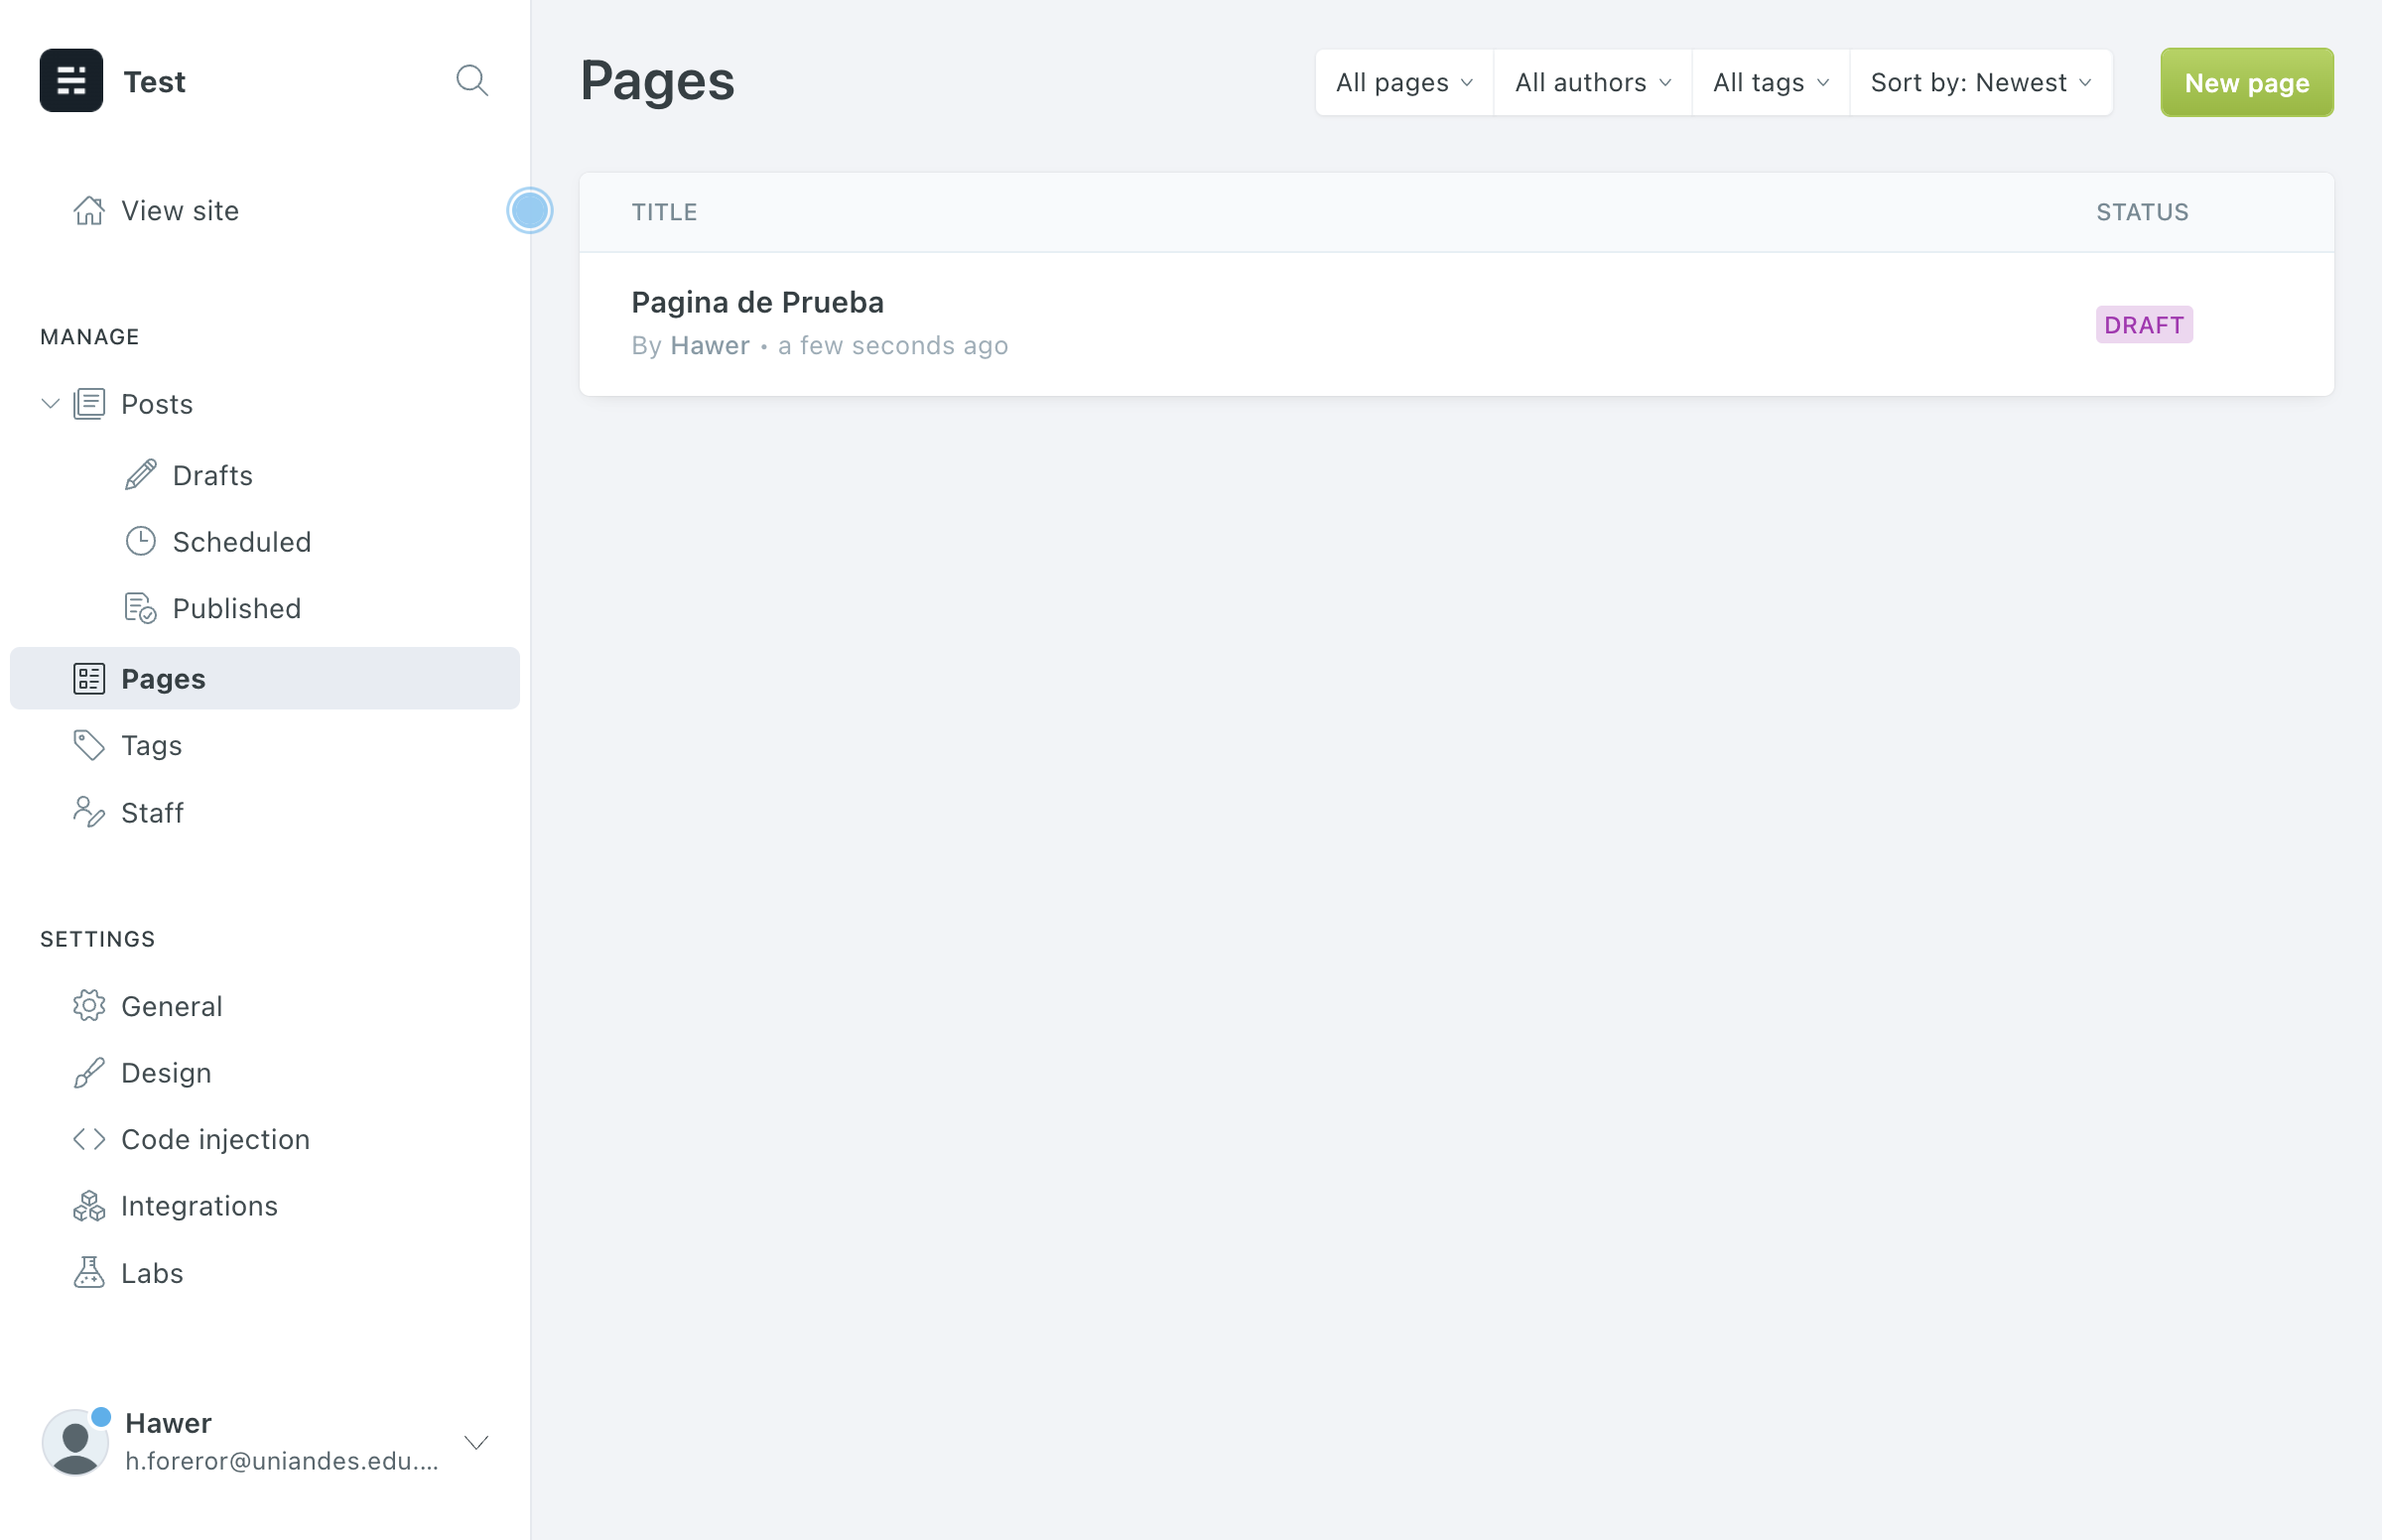 Test
View site
MANAGE
Posts
Drafts
Scheduled
Published
Pages
Tags
Staff
SETTINGS
General
Design
Code injection
Integrations
Labs
Hawer
h.foreror@uniandes.edu....
Pages
All pages
All authors
All tags
Sort by: Newest
New page
TITLE
STATUS
Pagina de Prueba
By Hawer • a few seconds ago
DRAFT